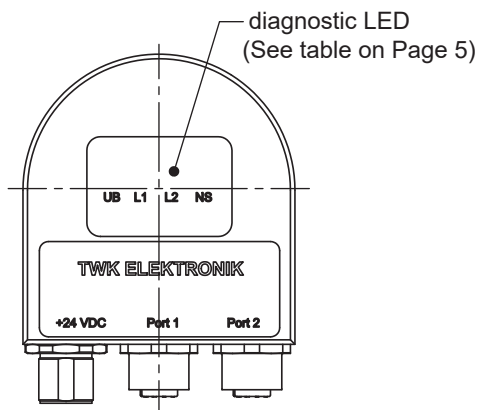 diagnostic LED
(See table on Page 5)
UB L1 L2 NS
TWK ELEKTRONIK
+24 VDC Port 1 Port 2